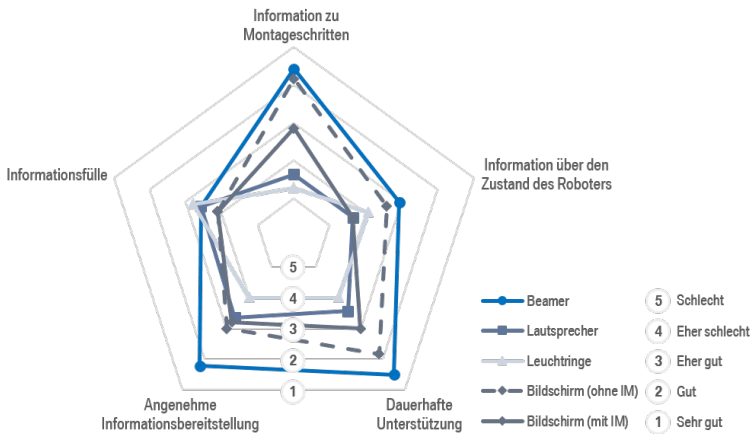 Information zu
Montageschritten
Informationsfülle
Information über den
Zustand des Roboters
5
4
3
2
1
Angenehme
Informationsbereitstellung
Dauerhafte
Unterstützung
Beamer
Lautsprecher
Leuchtringe
Bildschirm (ohne IM)
Bildschirm (mit IM)
5 Schlecht
4 Eher schlecht
3 Eher gut
2 Gut
1 Sehr gut